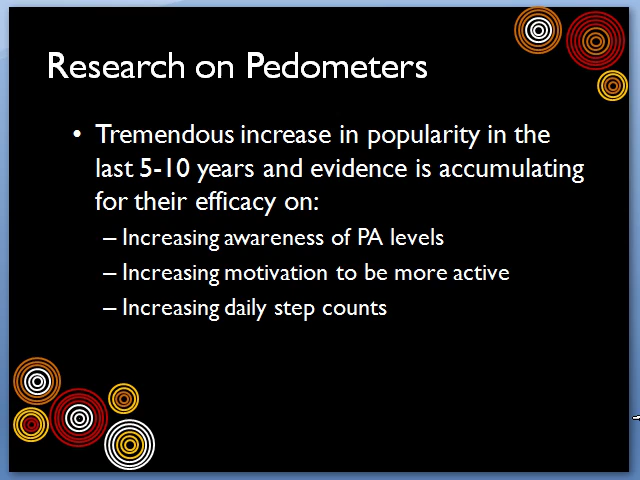 Research on Pedometers
• Tremendous increase in popularity in the
last 5-10 years and evidence is accumulating
for their efficacy on:
– Increasing awareness of PA levels
– Increasing motivation to be more active
– Increasing daily step counts